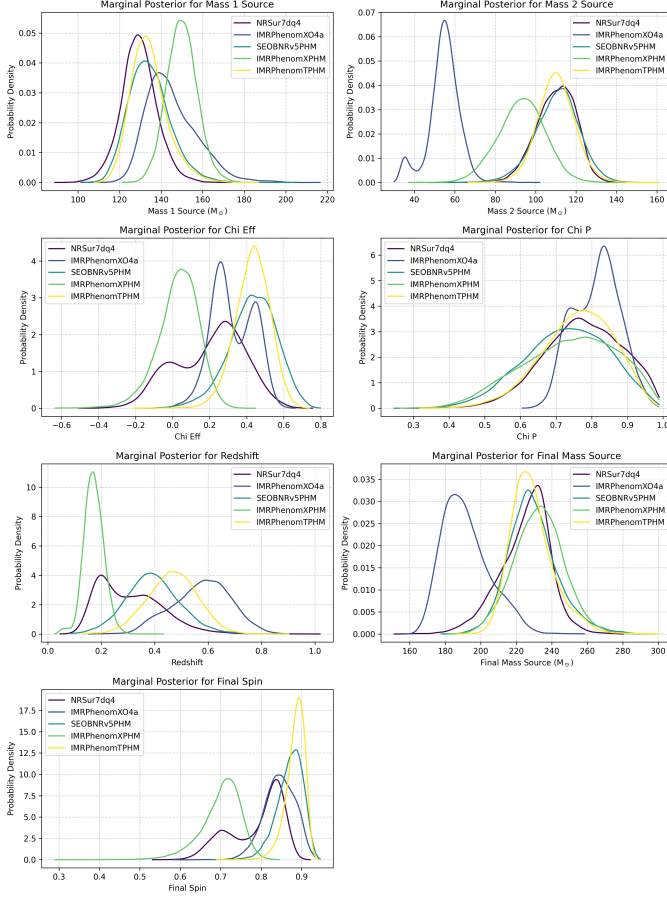 Marginal Posterior for Mass 1 Source
Probability Density
0.05
0.04
0.03
0.02
0.01
0.00
NRSur7dq4
IMRPhenomXO4a
SEOBNRv5PHM
IMRPhenomXPHM
IMRPhenomTPHM
100 120 140 160 180 200 220
Mass 1 Source (M⊙)
Marginal Posterior for Mass 2 Source
Probability Density
0.07
0.06
0.05
0.04
0.03
0.02
0.01
0.00
NRSur7dq4
IMRPhenomXO4a
SEOBNRv5PHM
IMRPhenomXPHM
IMRPhenomTPHM
40 60 80 100 120 140 160
Mass 2 Source (M⊙)
Marginal Posterior for Chi Eff
Probability Density
4
3
2
1
0
NRSur7dq4
IMRPhenomXO4a
SEOBNRv5PHM
IMRPhenomXPHM
IMRPhenomTPHM
−0.6 −0.4 −0.2 0.0 0.2 0.4 0.6 0.8
Chi Eff
Marginal Posterior for Chi P
Probability Density
6
5
4
3
2
1
0
NRSur7dq4
IMRPhenomXO4a
SEOBNRv5PHM
IMRPhenomXPHM
IMRPhenomTPHM
0.3 0.4 0.5 0.6 0.7 0.8 0.9 1.0
Chi P
Marginal Posterior for Redshift
Probability Density
10
8
6
4
2
0
NRSur7dq4
IMRPhenomXO4a
SEOBNRv5PHM
IMRPhenomXPHM
IMRPhenomTPHM
0.0 0.2 0.4 0.6 0.8 1.0
Redshift
Marginal Posterior for Final Mass Source
Probability Density
0.035
0.030
0.025
0.020
0.015
0.010
0.005
0.000
NRSur7dq4
IMRPhenomXO4a
SEOBNRv5PHM
IMRPhenomXPHM
IMRPhenomTPHM
160 180 200 220 240 260 280 300
Final Mass Source (M⊙)
Marginal Posterior for Final Spin
Probability Density
17.5
15.0
12.5
10.0
7.5
5.0
2.5
0.0
NRSur7dq4
IMRPhenomXO4a
SEOBNRv5PHM
IMRPhenomXPHM
IMRPhenomTPHM
0.3 0.4 0.5 0.6 0.7 0.8 0.9
Final Spin